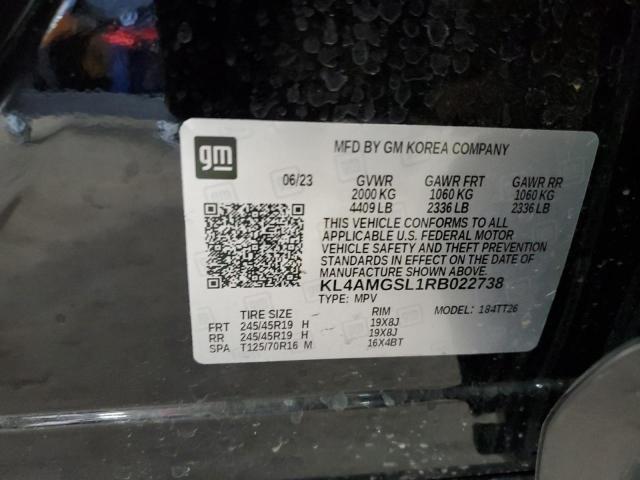 gm
MFD BY GM KOREA COMPANY
06/23 GVWR GAWR FRT GAWR RR
2000 KG 1060 KG 1060 KG
4409 LB 2336 LB 2336 LB
THIS VEHICLE CONFORMS TO ALL
APPLICABLE U.S. FEDERAL MOTOR
VEHICLE SAFETY AND THEFT PREVENTION
STANDARDS IN EFFECT ON THE DATE OF
MANUFACTURE SHOWN ABOVE.
KL4AMGSL1RB022738
TYPE: MPV MODEL: 184TT26
TIRE SIZE RIM
FRT 245/45R19 H 19X8J
RR 245/45R19 H 19X8J
SPA T125/70R16 M 16X4BT